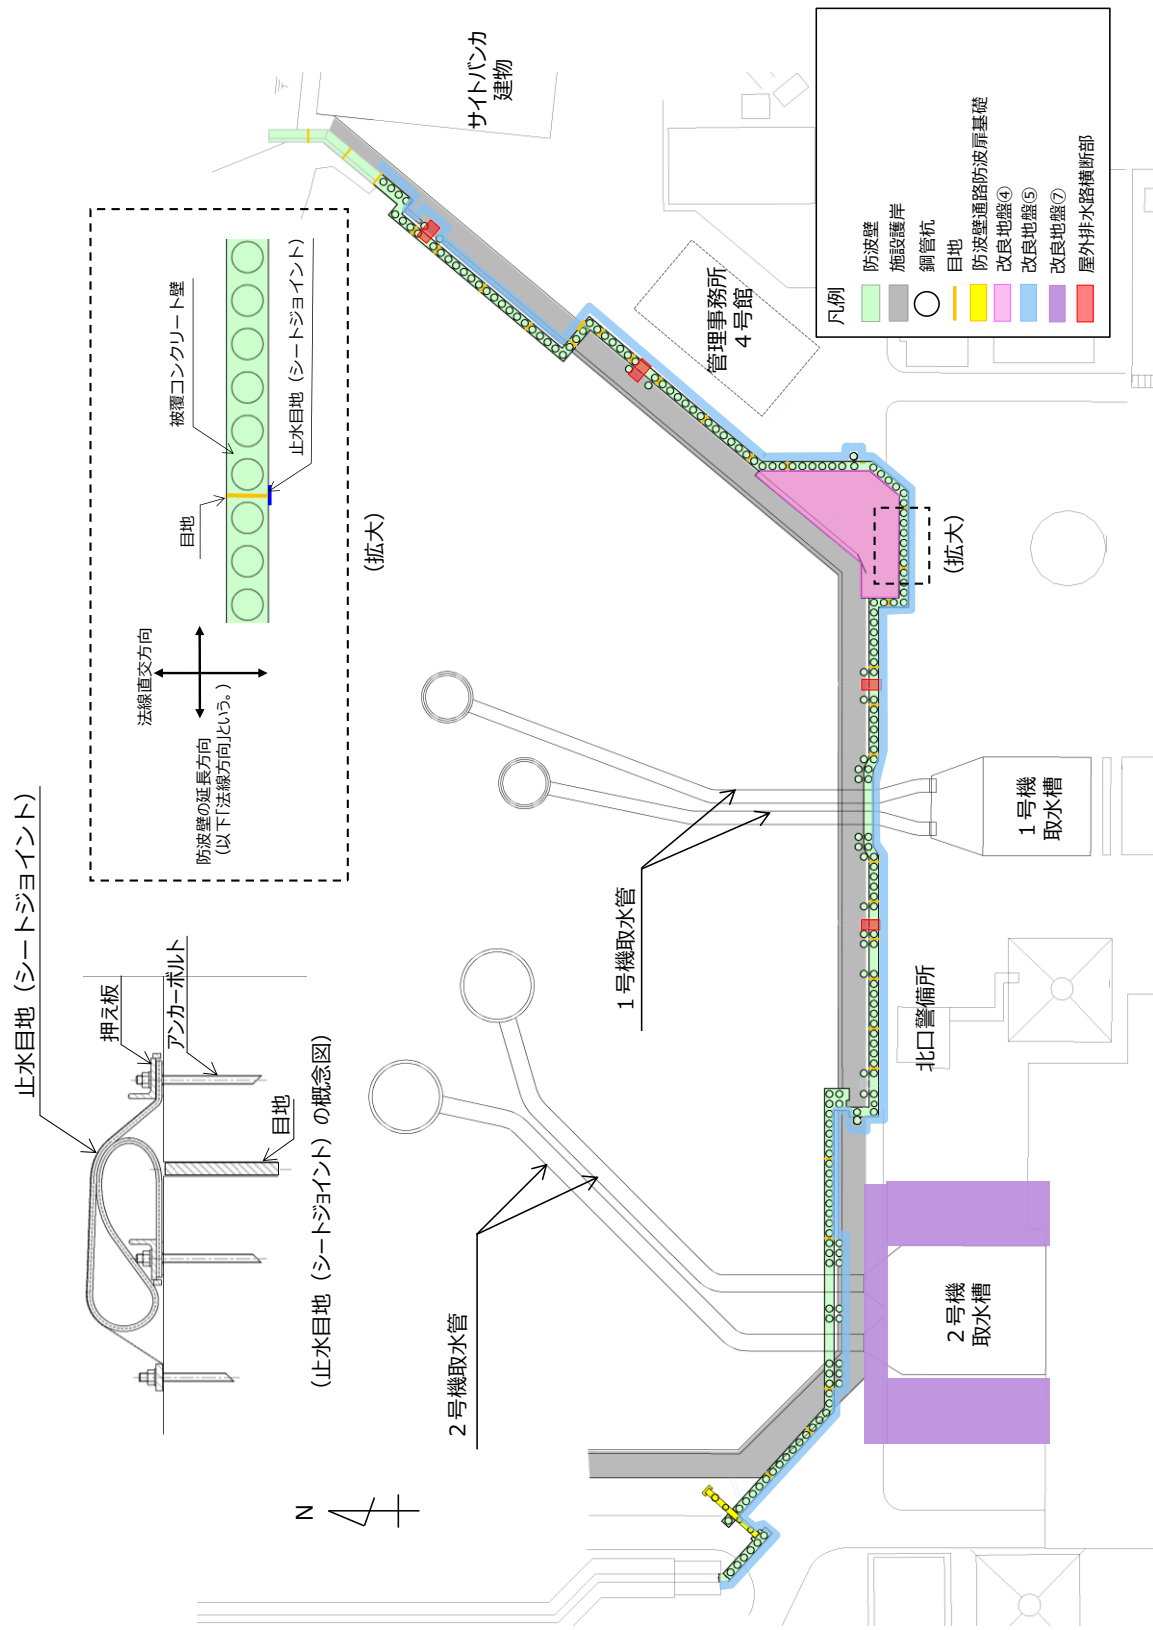 止水目地（シートジョイント）
押え板
アンカーボルト
目地
（止水目地（シートジョイント）の概念図）
法線直交方向
防波壁の延長方向
（以下「法線方向」という。）
目地
被覆コンクリート壁
止水目地（シートジョイント）
（拡大）
サイトバンカ
建物
N
２号機取水管
１号機取水管
管理事務所
４号館
（拡大）
北口警備所
２号機
取水槽
１号機
取水槽
凡例
防波壁
施設護岸
鋼管杭
目地
防波壁通路防波扉基礎
改良地盤④
改良地盤⑤
改良地盤⑦
屋外排水路横断部